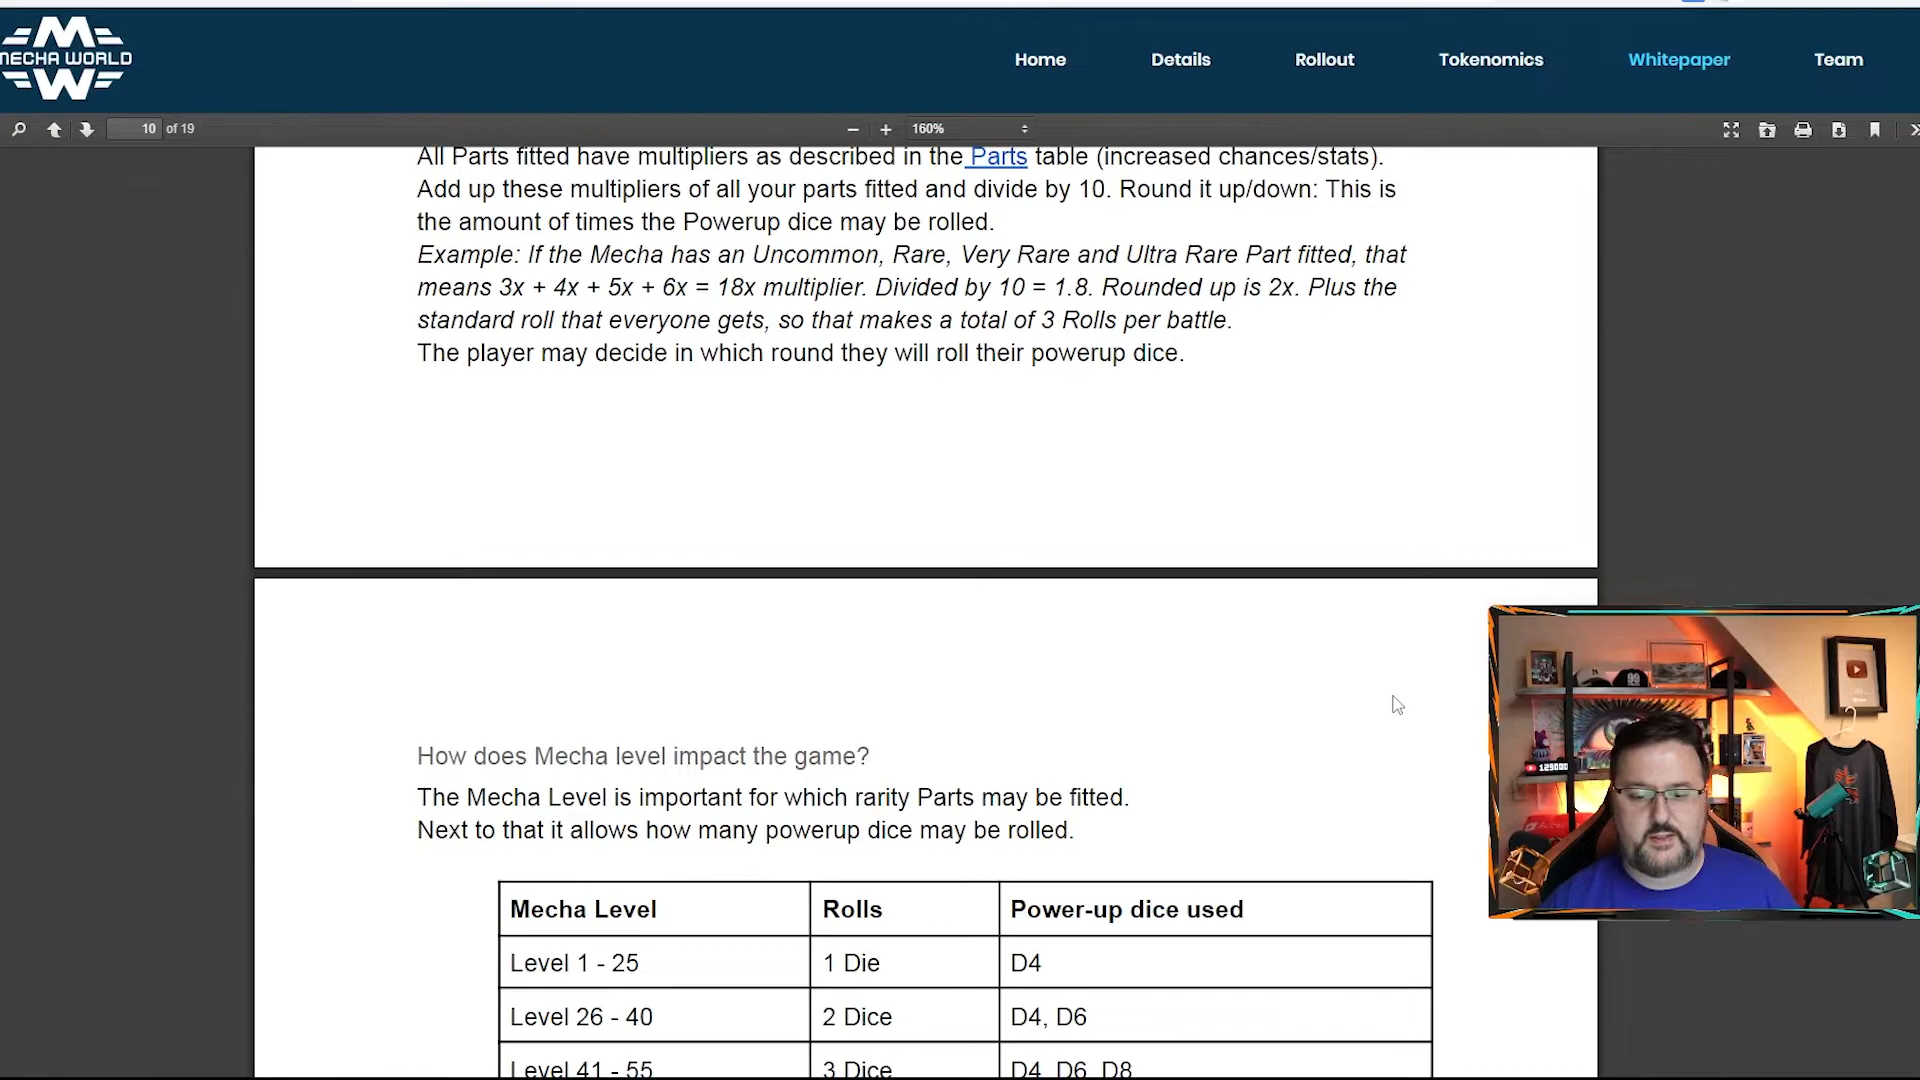 MECHA WORLD
Home
Details
Rollout
Tokenomics
Whitepaper
Team
10 of 19
160%
All Parts fitted have multipliers as described in the Parts table (increased chances/stats).
Add up these multipliers of all your parts fitted and divide by 10. Round it up/down: This is
the amount of times the Powerup dice may be rolled.
Example: If the Mecha has an Uncommon, Rare, Very Rare and Ultra Rare Part fitted, that
means 3x + 4x + 5x + 6x = 18x multiplier. Divided by 10 = 1.8. Rounded up is 2x. Plus the
standard roll that everyone gets, so that makes a total of 3 Rolls per battle.
The player may decide in which round they will roll their powerup dice.
How does Mecha level impact the game?
The Mecha Level is important for which rarity Parts may be fitted.
Next to that it allows how many powerup dice may be rolled.
Mecha Level Rolls Power-up dice used
Level 1 - 25 1 Die D4
Level 26 - 40 2 Dice D4, D6
Level 41 - 55 3 Dice D4, D6, D8
99
129000